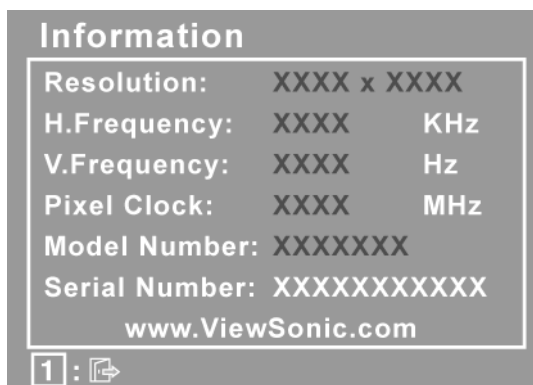 Information
Resolution: XXXX x XXXX
H.Frequency: XXXX KHz
V.Frequency: XXXX Hz
Pixel Clock: XXXX MHz
Model Number: XXXXXXX
Serial Number: XXXXXXXXXXX
www.ViewSonic.com
1 :